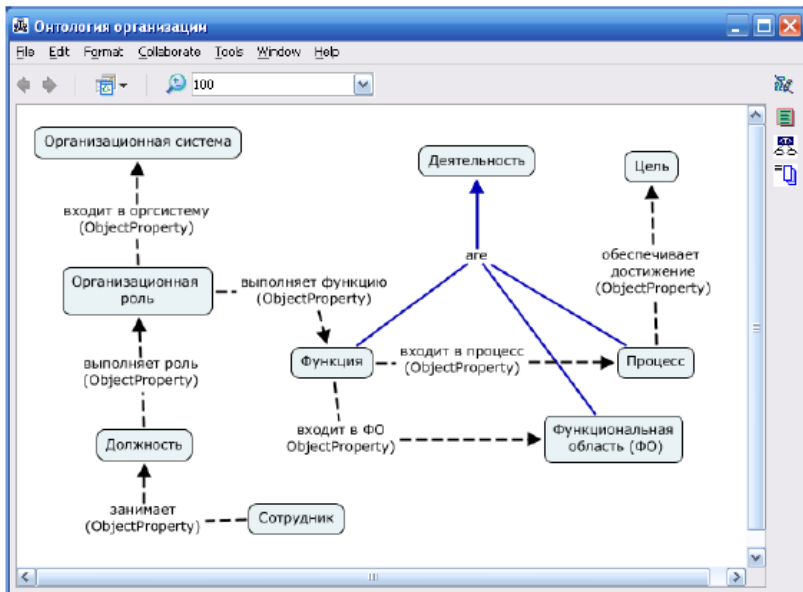 Онтология организации
File Edit Format Collaborate Tools Window Help
100
Организационная система
Деятельность
Цель
входит в оргсистему
(ObjectProperty)
are
обеспечивает
достижение
(ObjectProperty)
Организационная
роль
выполняет функцию
(ObjectProperty)
Функция
входит в процесс
(ObjectProperty)
Процесс
выполняет роль
(ObjectProperty)
входит в ФО
ObjectProperty)
Функциональная
область (ФО)
Должность
занимает
(ObjectProperty)
Сотрудник